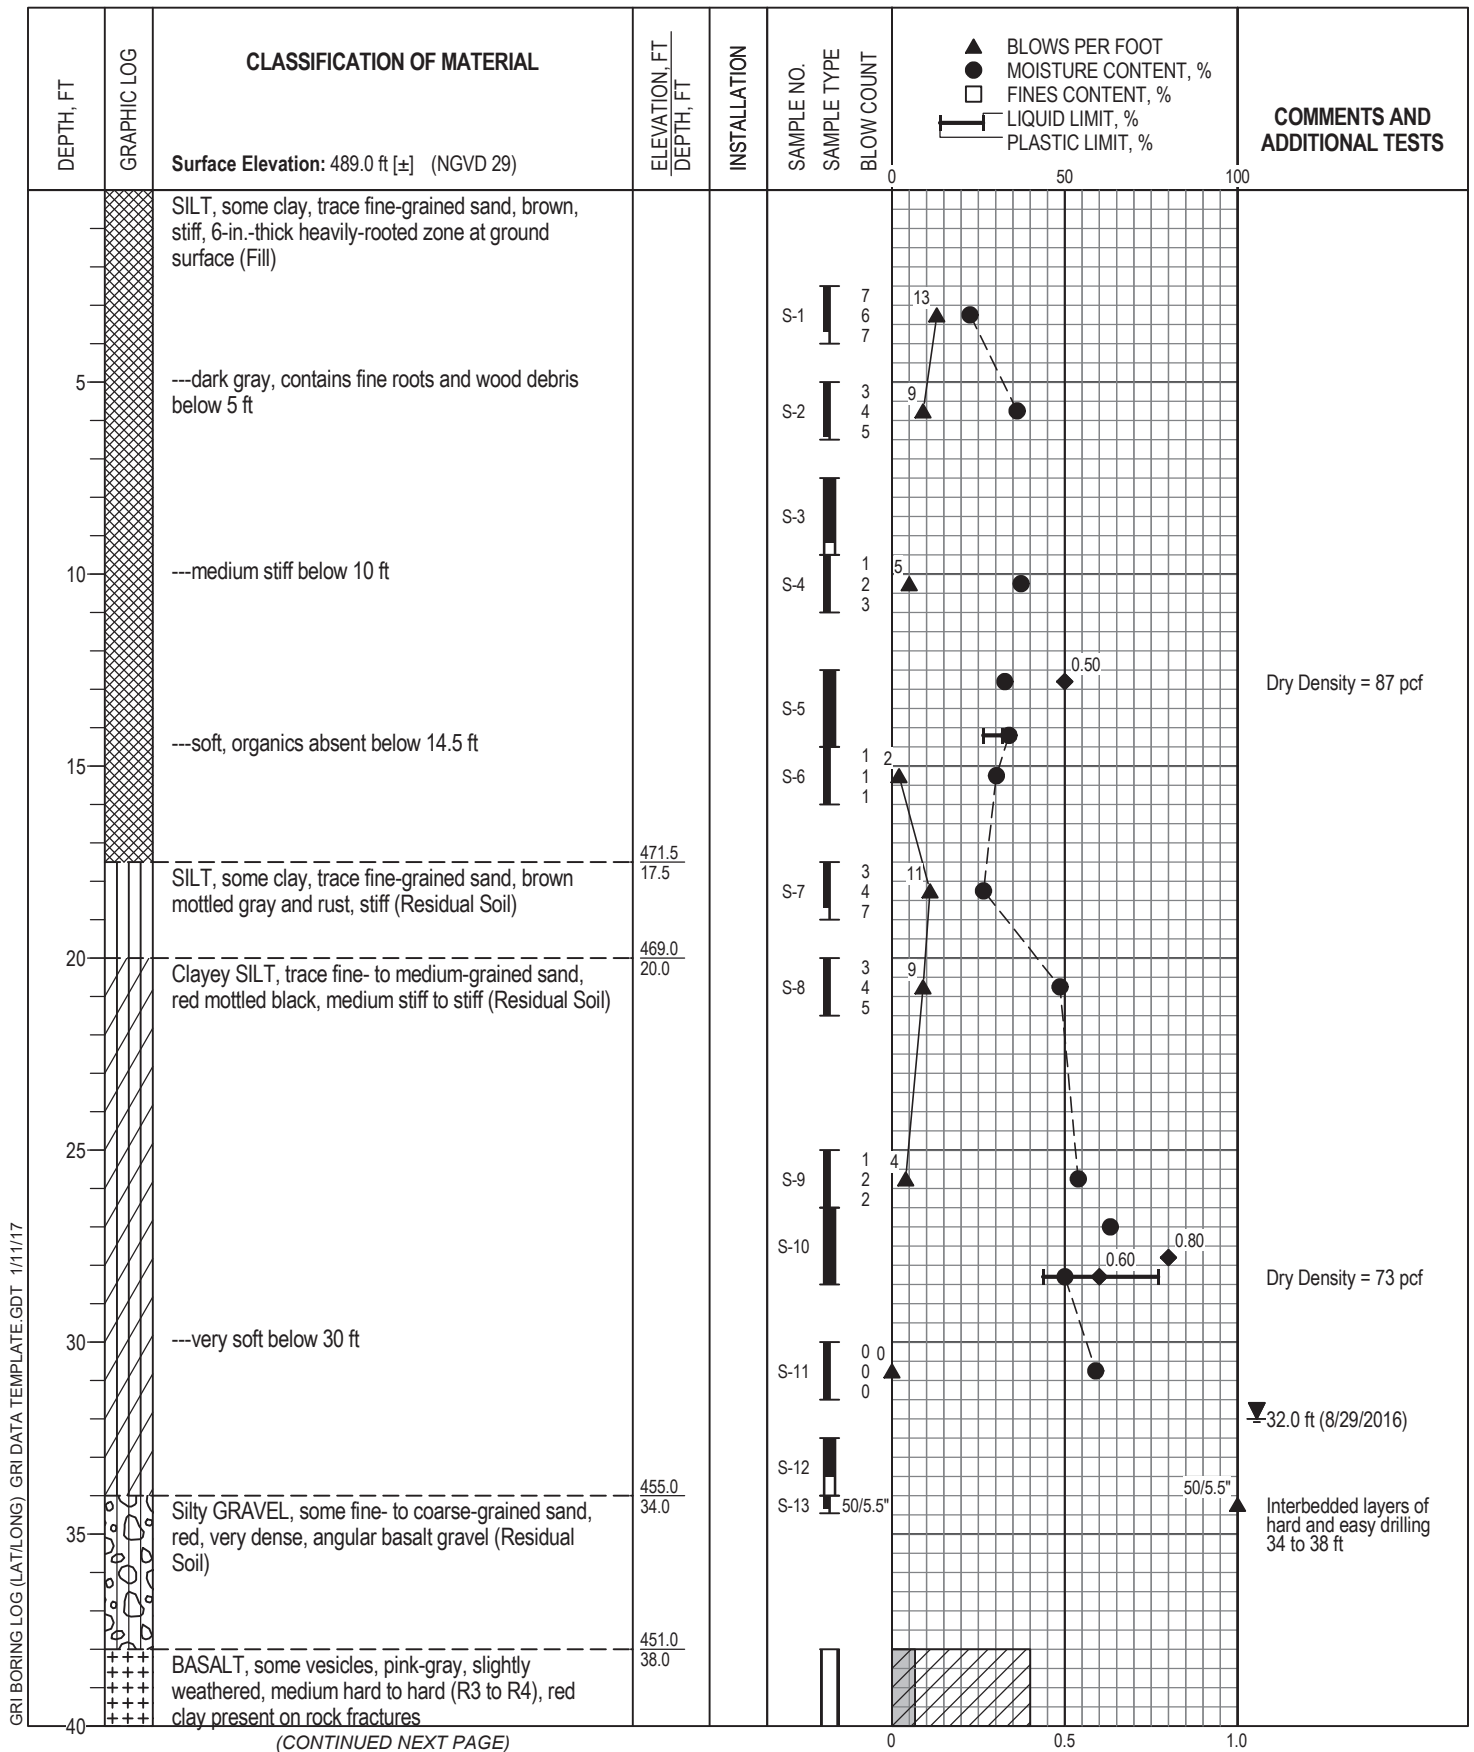 DEPTH, FT
GRAPHIC LOG
CLASSIFICATION OF MATERIAL
Surface Elevation: 489.0 ft [±] (NGVD 29)
ELEVATION, FT
DEPTH, FT
INSTALLATION
SAMPLE NO.
SAMPLE TYPE
BLOW COUNT
BLOWS PER FOOT
MOISTURE CONTENT, %
FINES CONTENT, %
LIQUID LIMIT, %
PLASTIC LIMIT, %
COMMENTS AND
ADDITIONAL TESTS
0 50 100
SILT, some clay, trace fine-grained sand, brown,
stiff, 6-in.-thick heavily-rooted zone at ground
surface (Fill)
S-1
7
6
7
13
5
---dark gray, contains fine roots and wood debris
below 5 ft
S-2
3
4
5
9
S-3
10
---medium stiff below 10 ft
S-4
1
2
3
5
0.50
Dry Density = 87 pcf
S-5
---soft, organics absent below 14.5 ft
15
S-6
1
1
1
2
471.5
17.5
SILT, some clay, trace fine-grained sand, brown
mottled gray and rust, stiff (Residual Soil)
S-7
3
4
7
11
20
469.0
20.0
Clayey SILT, trace fine- to medium-grained sand,
red mottled black, medium stiff to stiff (Residual Soil)
S-8
3
4
5
9
25
S-9
1
2
2
4
S-10
0.80
0.60
Dry Density = 73 pcf
30
---very soft below 30 ft
S-11
0
0
0
0
32.0 ft (8/29/2016)
S-12
455.0
34.0
Silty GRAVEL, some fine- to coarse-grained sand,
red, very dense, angular basalt gravel (Residual
Soil)
S-13
50/5.5"
50/5.5"
Interbedded layers of
hard and easy drilling
34 to 38 ft
35
451.0
38.0
BASALT, some vesicles, pink-gray, slightly
weathered, medium hard to hard (R3 to R4), red
clay present on rock fractures
40
(CONTINUED NEXT PAGE)
0 0.5 1.0
GRI BORING LOG (LAT/LONG) GRI DATA TEMPLATE.GDT 1/11/17